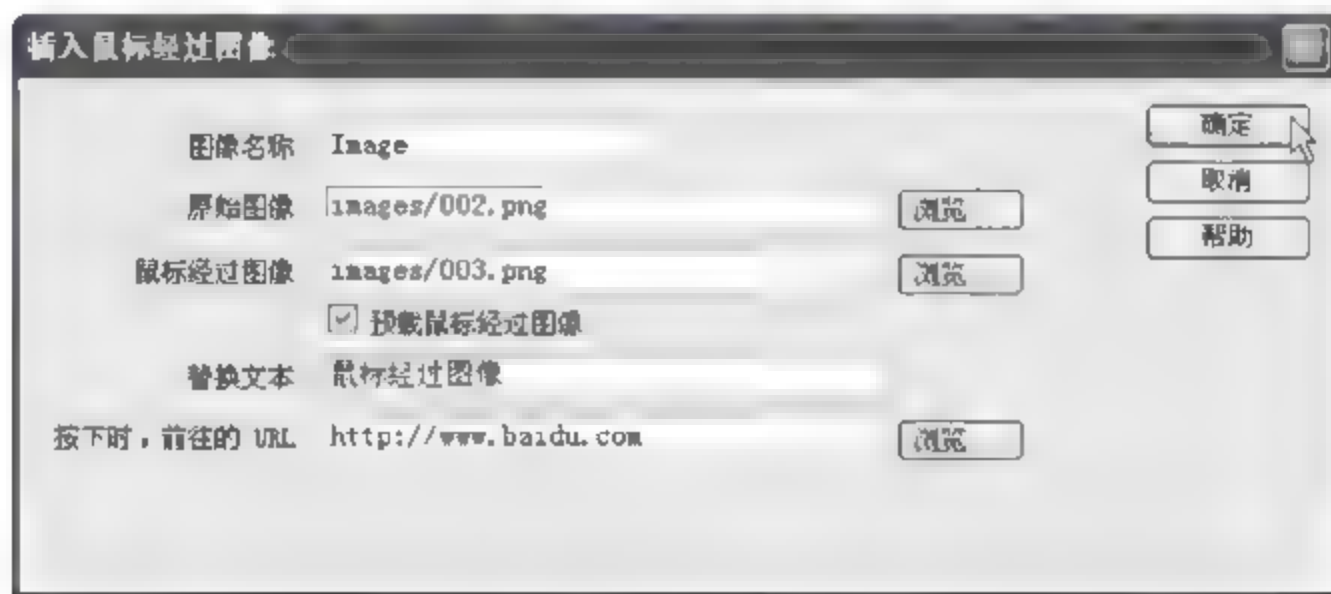 插入鼠标经过图像
图像名称 Image 确定
原始图像 images/002.png 浏览 取消
鼠标经过图像 images/003.png 浏览 帮助
预载鼠标经过图像
替换文本 鼠标经过图像
按下时，前往的 URL http://www.baidu.com 浏览